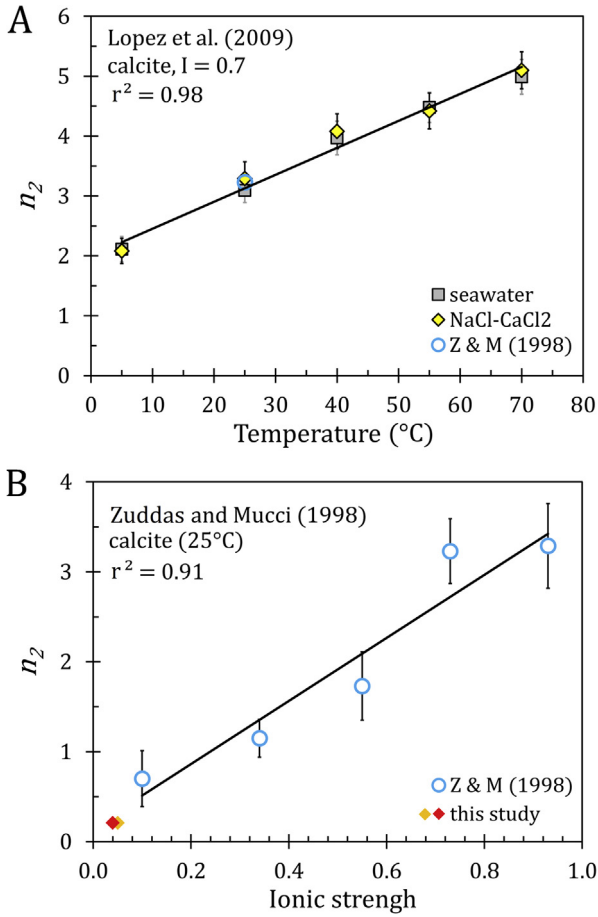 A
6
5
4
3
2
1
0
n2
Lopez et al. (2009)
calcite, I = 0.7
r² = 0.98
seawater
NaCl-CaCl2
Z & M (1998)
0 10 20 30 40 50 60 70 80
Temperature (°C)
B
4
3
2
1
0
n2
Zuddas and Mucci (1998)
calcite (25°C)
r² = 0.91
Z & M (1998)
this study
0.0 0.2 0.4 0.6 0.8 1.0
Ionic strengh